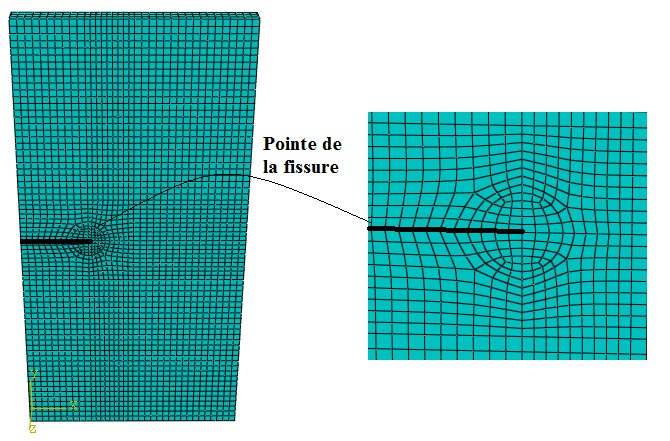 Pointe de
la fissure
Y
X
Z